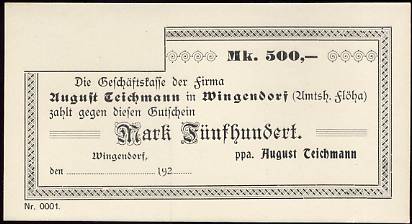 Mk. 500,—
Die Geschäftskasse der Firma
August Teichmann in Wingendorf (Amtsh. Flöha)
zahlt gegen diesen Gutschein
Mark Fünfhundert.
Wingendorf, ppa. August Teichmann
den ........................ 192......
Nr. 0001.